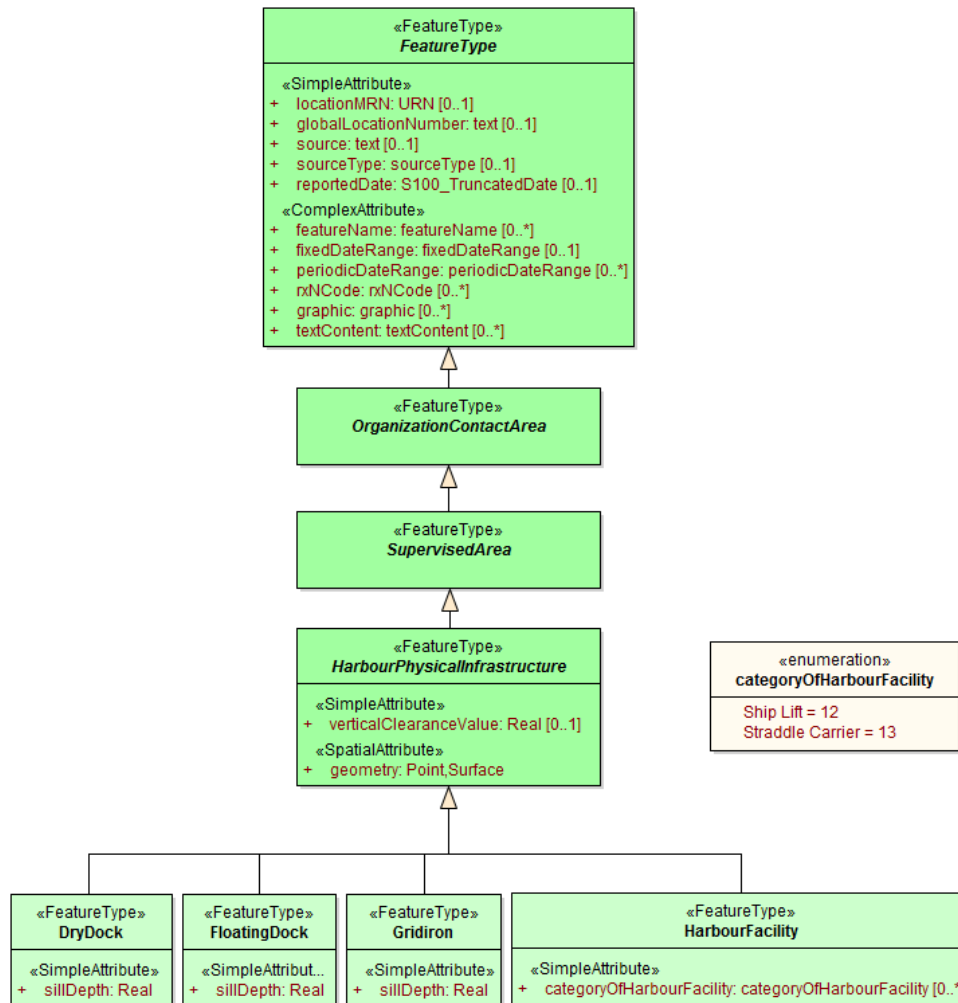 «FeatureType»
FeatureType
«SimpleAttribute»
+ locationMRN: URN [0..1]
+ globalLocationNumber: text [0..1]
+ source: text [0..1]
+ sourceType: sourceType [0..1]
+ reportedDate: S100_TruncatedDate [0..1]
«ComplexAttribute»
+ featureName: featureName [0..*]
+ fixedDateRange: fixedDateRange [0..1]
+ periodicDateRange: periodicDateRange [0..*]
+ rxNCode: rxNCode [0..*]
+ graphic: graphic [0..*]
+ textContent: textContent [0..*]
«FeatureType»
OrganizationContactArea
«FeatureType»
SupervisedArea
«FeatureType»
HarbourPhysicalInfrastructure
«SimpleAttribute»
+ verticalClearanceValue: Real [0..1]
«SpatialAttribute»
+ geometry: Point,Surface
«enumeration»
categoryOfHarbourFacility
Ship Lift = 12
Straddle Carrier = 13
«FeatureType»
DryDock
«SimpleAttribute»
+ sillDepth: Real
«FeatureType»
FloatingDock
«SimpleAttribut...
+ sillDepth: Real
«FeatureType»
Gridiron
«SimpleAttribute»
+ sillDepth: Real
«FeatureType»
HarbourFacility
«SimpleAttribute»
+ categoryOfHarbourFacility: categoryOfHarbourFacility [0..*